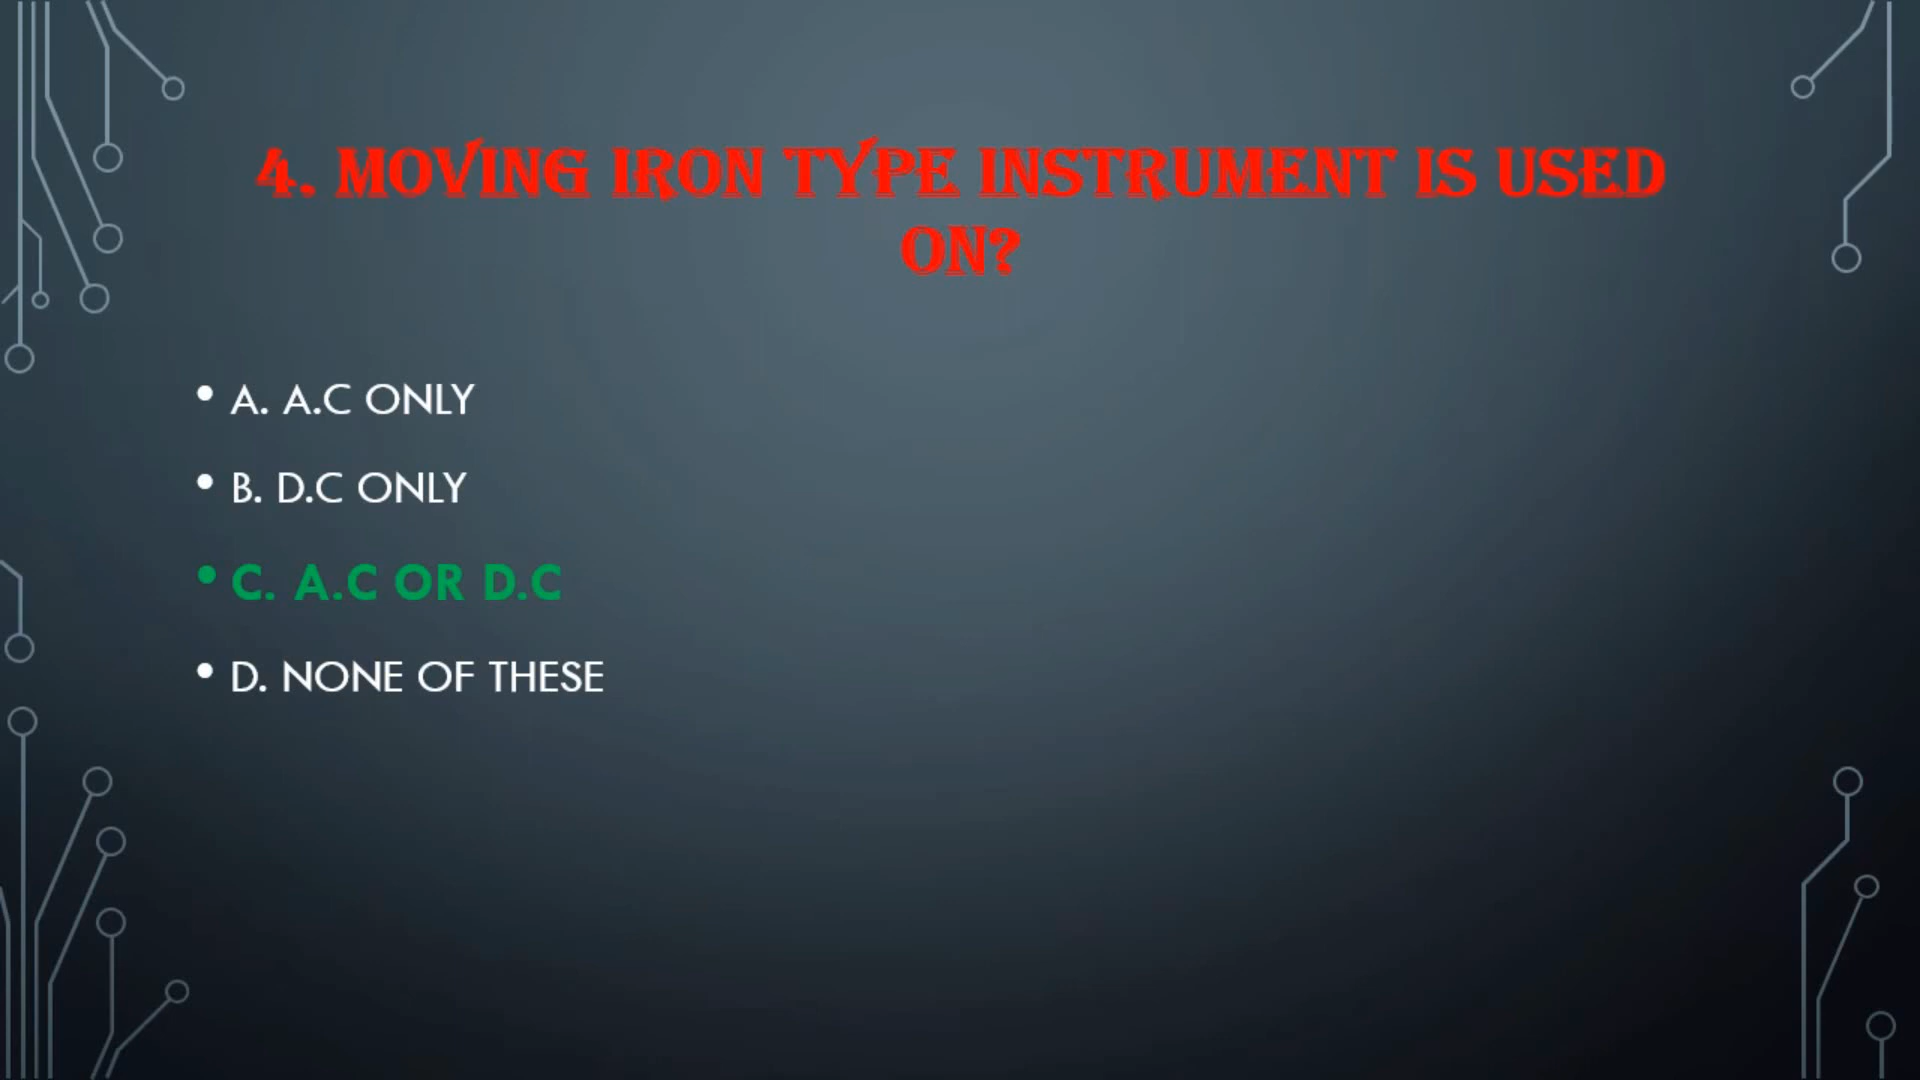 4. MOVING IRON TYPE INSTRUMENT IS USED
ON?
• A. A.C ONLY
• B. D.C ONLY
• C. A.C OR D.C
• D. NONE OF THESE